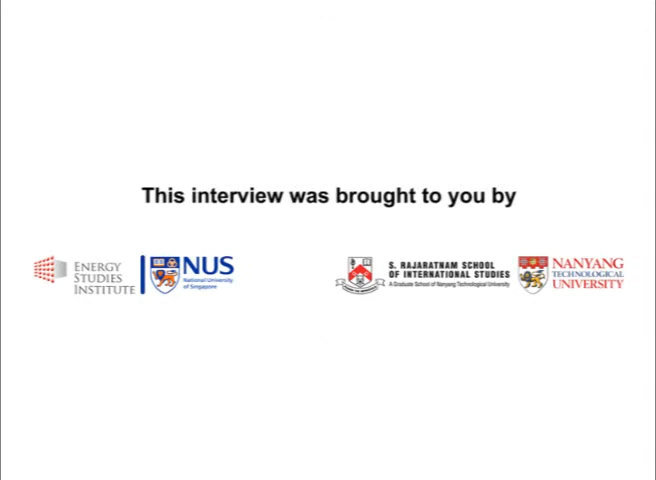 This interview was brought to you by
ENERGY
STUDIES
INSTITUTE
NUS
National University
of Singapore
S. RAJARATNAM SCHOOL
OF INTERNATIONAL STUDIES
A Graduate School of Nanyang Technological University
NANYANG
TECHNOLOGICAL
UNIVERSITY